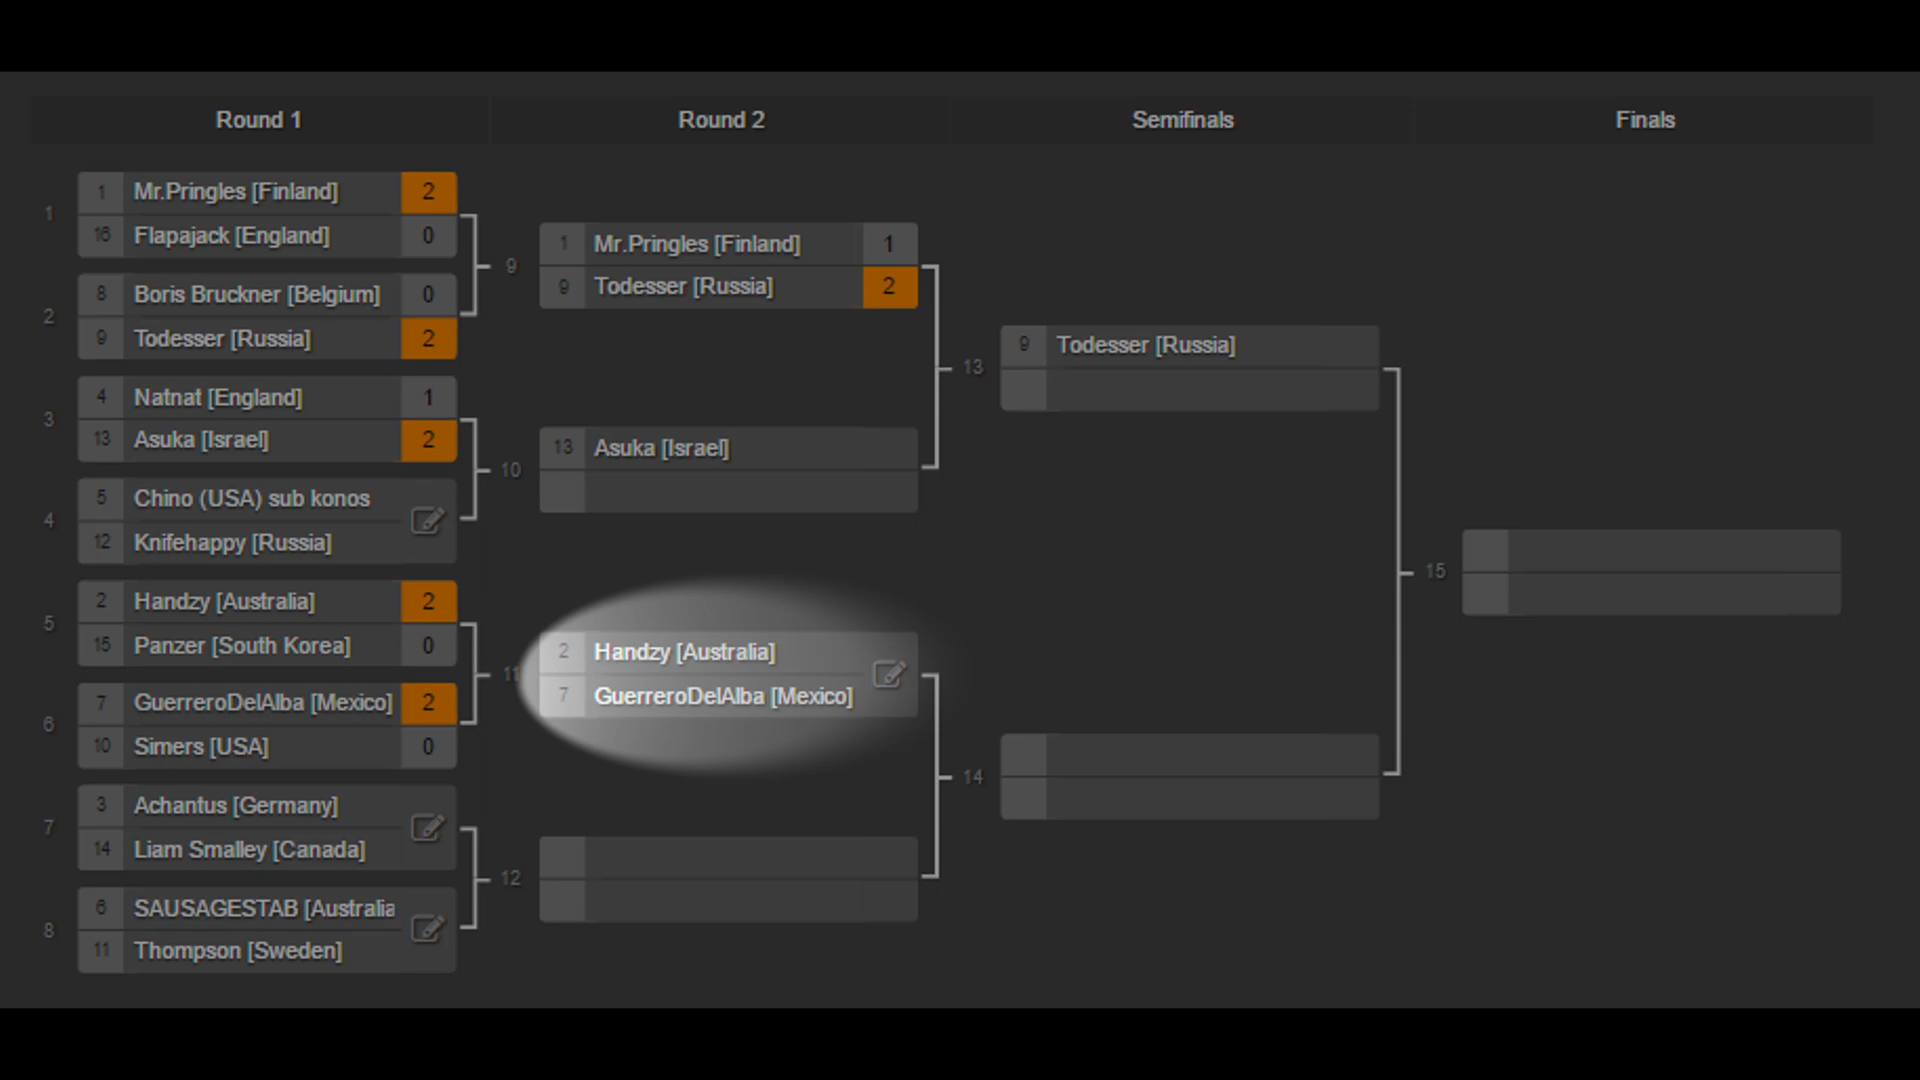 Round 1
Round 2
Semifinals
Finals
1
1 Mr.Pringles [Finland] 2
16 Flapajack [England] 0
2
8 Boris Bruckner [Belgium] 0
9 Todesser [Russia] 2
3
4 Natnat [England] 1
13 Asuka [Israel] 2
4
5 Chino (USA) sub konos
12 Knifehappy [Russia]
5
2 Handzy [Australia] 2
15 Panzer [South Korea] 0
6
7 GuerreroDelAlba [Mexico] 2
10 Simers [USA] 0
7
3 Achantus [Germany]
14 Liam Smalley [Canada]
8
6 SAUSAGESTAB [Australia
11 Thompson [Sweden]
9
1 Mr.Pringles [Finland] 1
9 Todesser [Russia] 2
10
13 Asuka [Israel]
11
2 Handzy [Australia]
7 GuerreroDelAlba [Mexico]
12
13
9 Todesser [Russia]
14
15